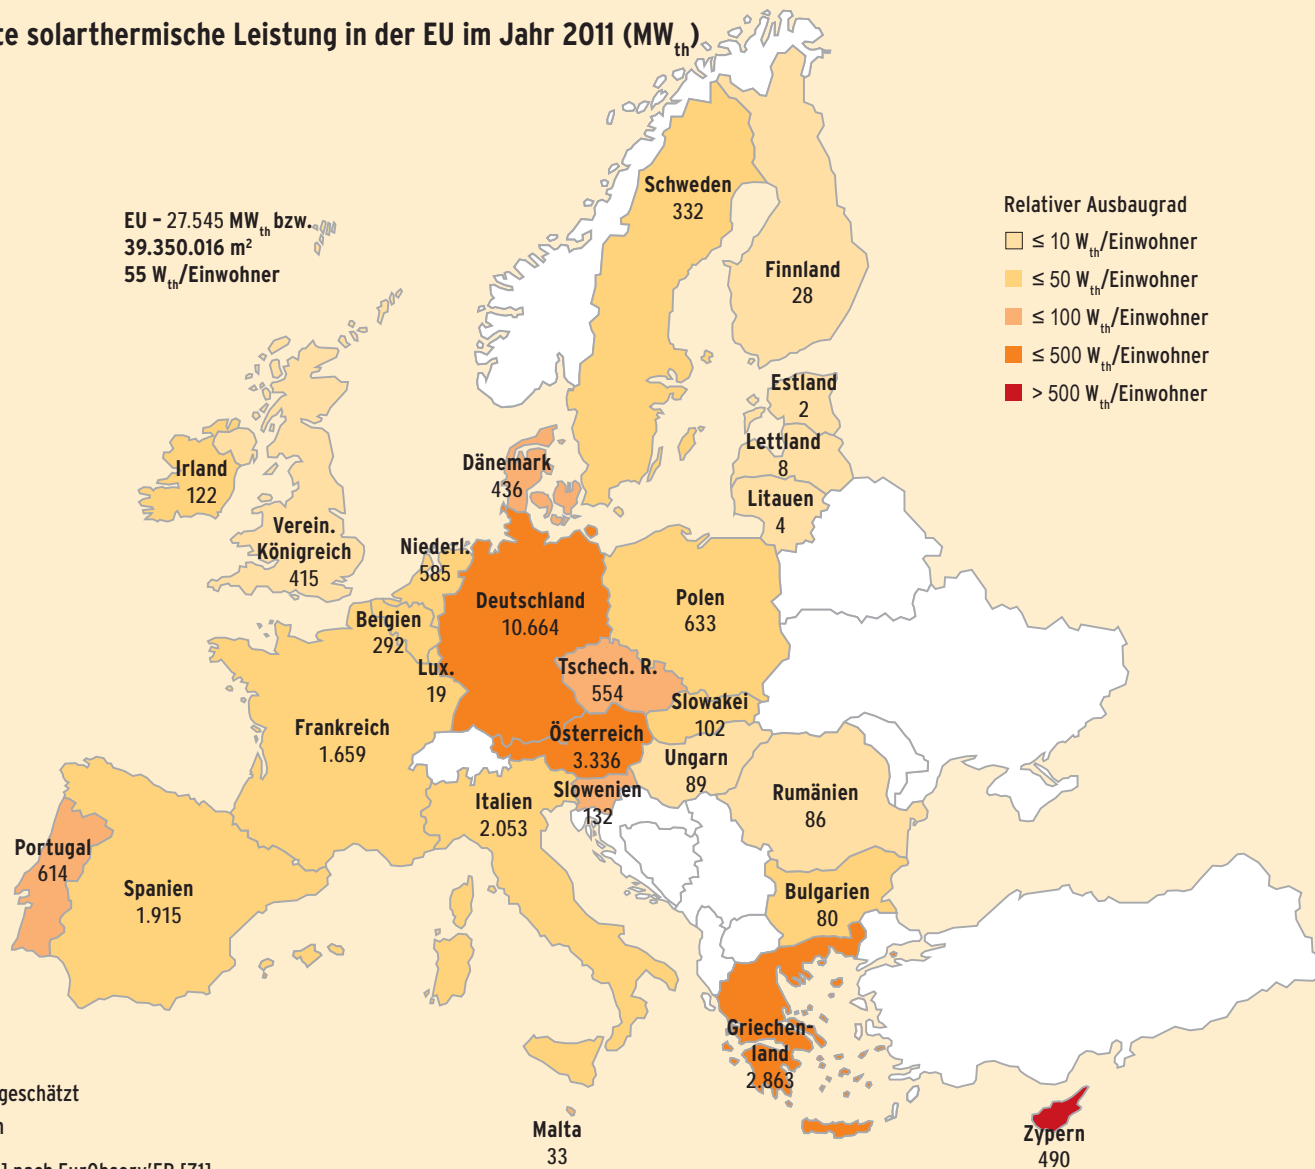 solarthermische Leistung in der EU im Jahr 2011 (MWth)
EU – 27.545 MWth bzw.
39.350.016 m²
55 Wth/Einwohner
Relativer Ausbaugrad
≤ 10 Wth/Einwohner
≤ 50 Wth/Einwohner
≤ 100 Wth/Einwohner
≤ 500 Wth/Einwohner
> 500 Wth/Einwohner
Schweden
332
Finnland
28
Estland
2
Lettland
8
Litauen
4
Dänemark
436
Irland
122
Verein.
Königreich
415
Niederl.
585
Belgien
292
Lux.
19
Deutschland
10.664
Polen
633
Tschech. R.
554
Slowakei
102
Österreich
3.336
Ungarn
89
Slowenien
132
Frankreich
1.659
Italien
2.053
Rumänien
86
Bulgarien
80
Portugal
614
Spanien
1.915
Griechen-
land
2.863
Malta
33
Zypern
490
geschätzt
nach EurObserv'ER [71]